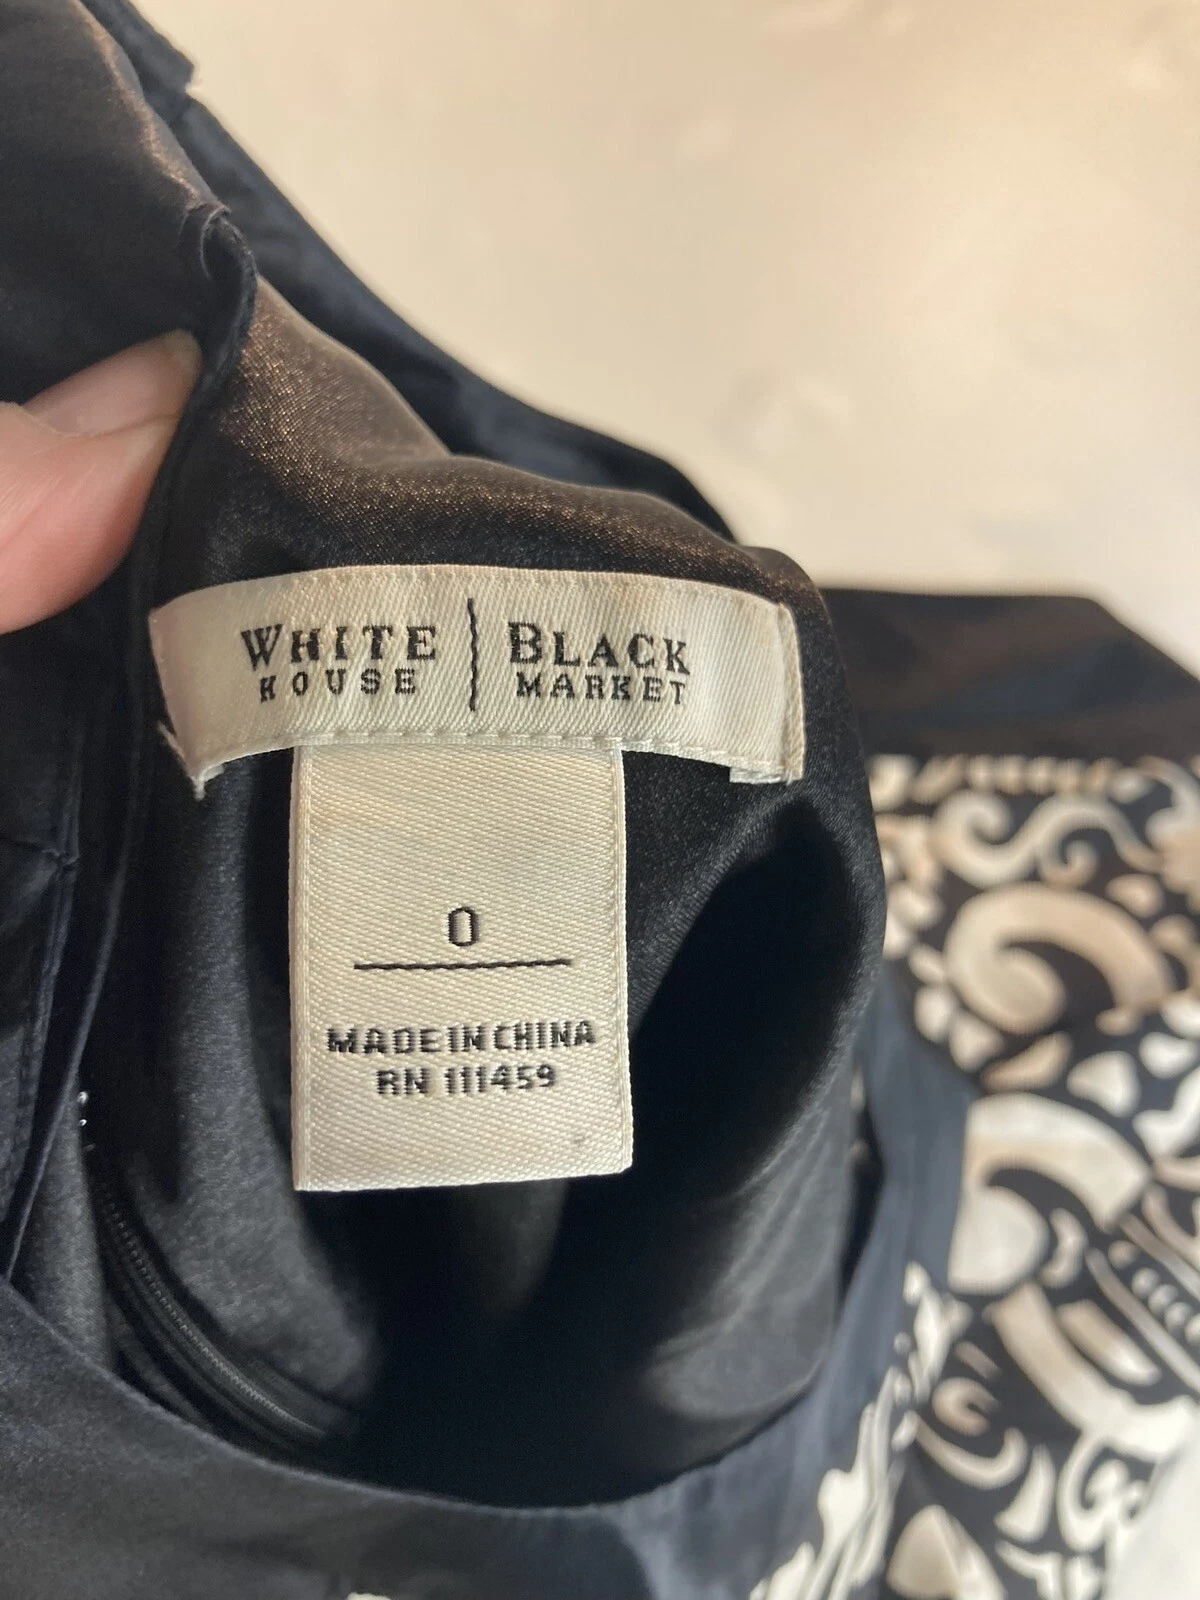 WHITE | BLACK
HOUSE | MARKET
0
MADE IN CHINA
RN 111459